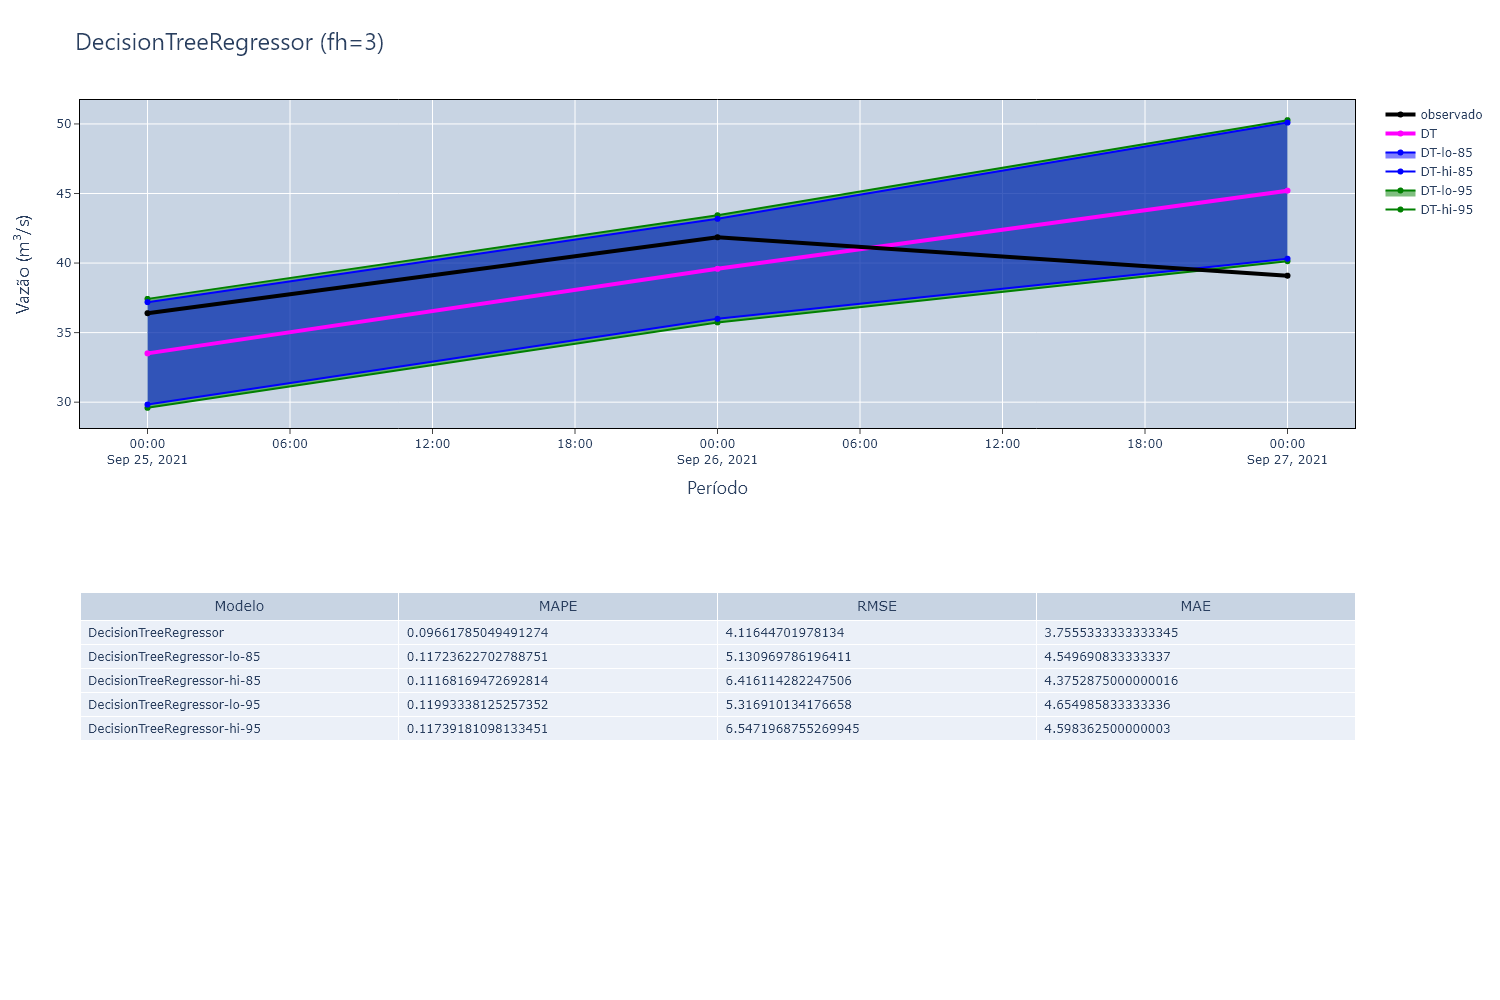 DecisionTreeRegressor (fh=3)
Vazão (m³/s)
50
45
40
35
30
00:00 06:00 12:00 18:00 00:00 06:00 12:00 18:00 00:00
Sep 25, 2021 Sep 26, 2021 Sep 27, 2021
Período
observado
DT
DT-lo-85
DT-hi-85
DT-lo-95
DT-hi-95
Modelo MAPE RMSE MAE
DecisionTreeRegressor 0.09661785049491274 4.11644701978134 3.7555333333333345
DecisionTreeRegressor-lo-85 0.11723622702788751 5.130969786196411 4.549690833333337
DecisionTreeRegressor-hi-85 0.11168169472692814 6.416114282247506 4.3752875000000016
DecisionTreeRegressor-lo-95 0.11993338125257352 5.316910134176658 4.654985833333336
DecisionTreeRegressor-hi-95 0.11739181098133451 6.5471968755269945 4.598362500000003